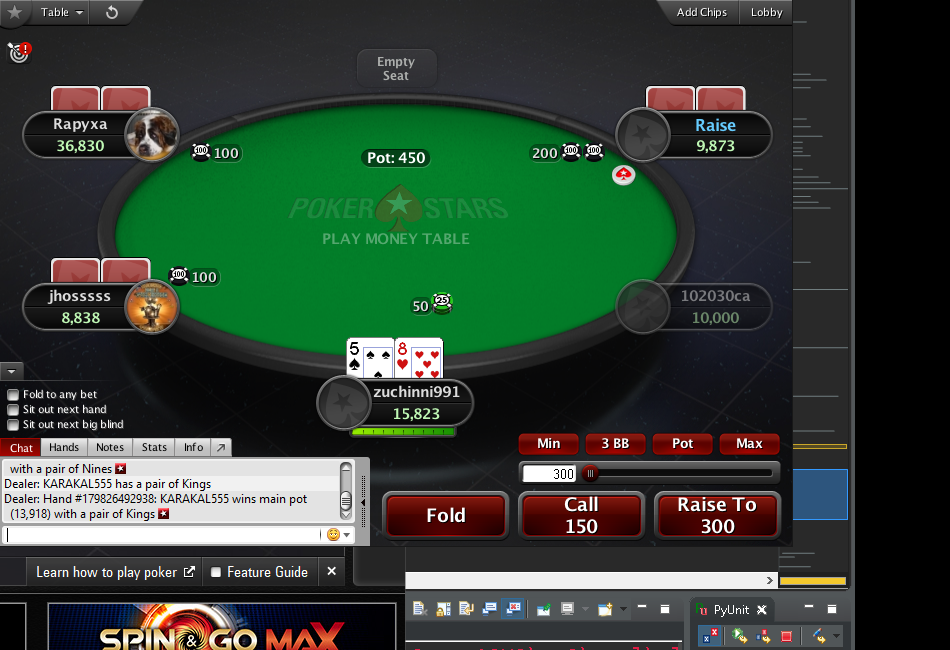 Table
Add Chips
Lobby
Empty
Seat
Rapyxa
36,830
100
Pot: 450
200
Raise
9,873
POKER STARS
PLAY MONEY TABLE
jhosssss
8,838
100
50
25
102030ca
10,000
5
8
zuchinni991
15,823
Fold to any bet
Sit out next hand
Sit out next big blind
Chat
Hands
Notes
Stats
Info
with a pair of Nines
Dealer: KARAKAL555 has a pair of Kings
Dealer: Hand #179826492938: KARAKAL555 wins main pot
(13,918) with a pair of Kings
Min
3 BB
Pot
Max
300
Fold
Call
150
Raise To
300
Learn how to play poker
Feature Guide
SPIN & GO MAX
PyUnit